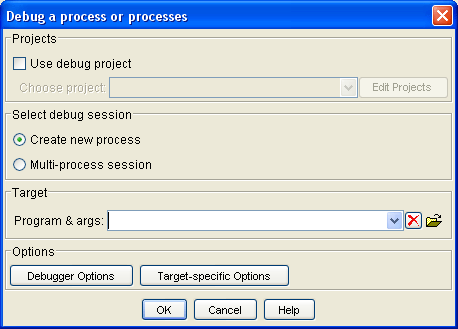 Debug a process or processes
Projects
Use debug project
Choose project: Edit Projects
Select debug session
Create new process
Multi-process session
Target
Program & args:
Options
Debugger Options Target-specific Options
OK Cancel Help